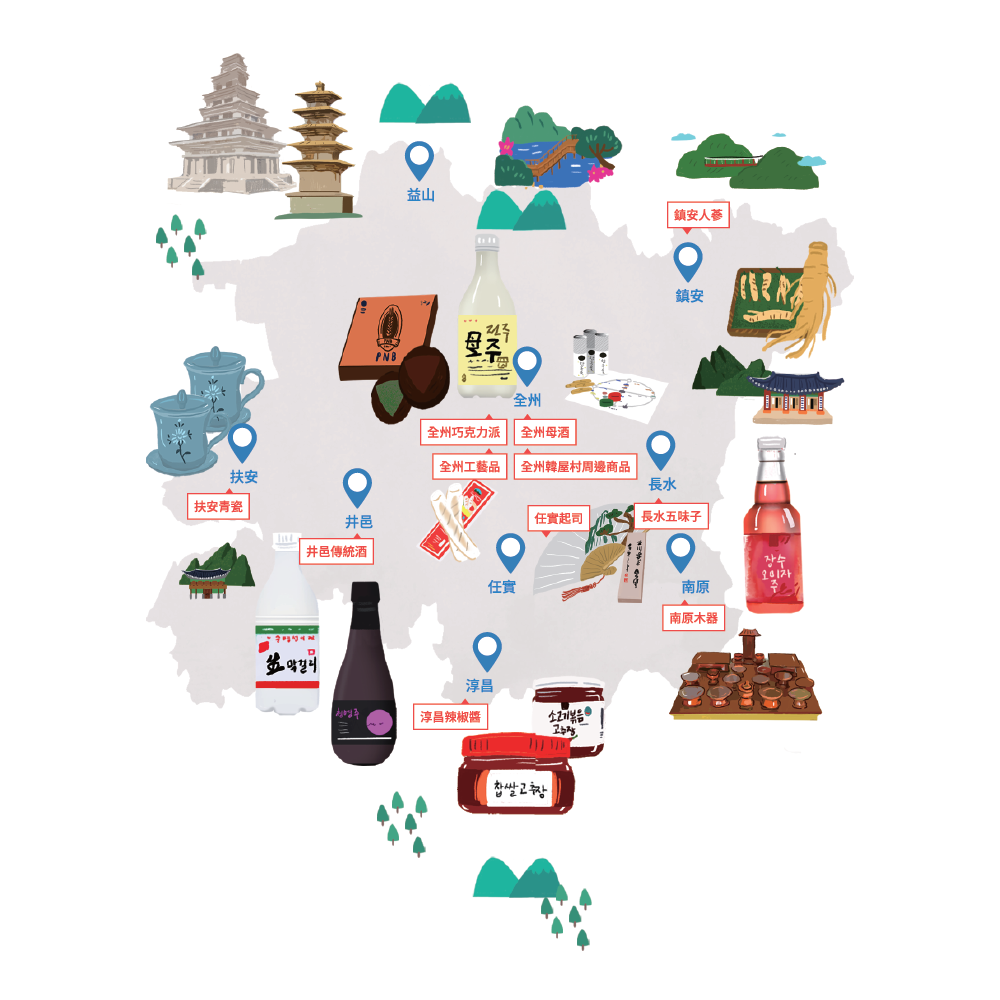 益山
鎮安人蔘
鎮安
PNB
전주
母주
全州
全州巧克力派
全州母酒
全州工藝品
全州韓屋村周邊商品
長水
長水五味子
장수
오미자
주
扶安
扶安青瓷
井邑
井邑傳統酒
막걸리
任實起司
任實
南原
南原木器
淳昌
淳昌辣椒醬
소고기볶음
고추장
찹쌀고추장